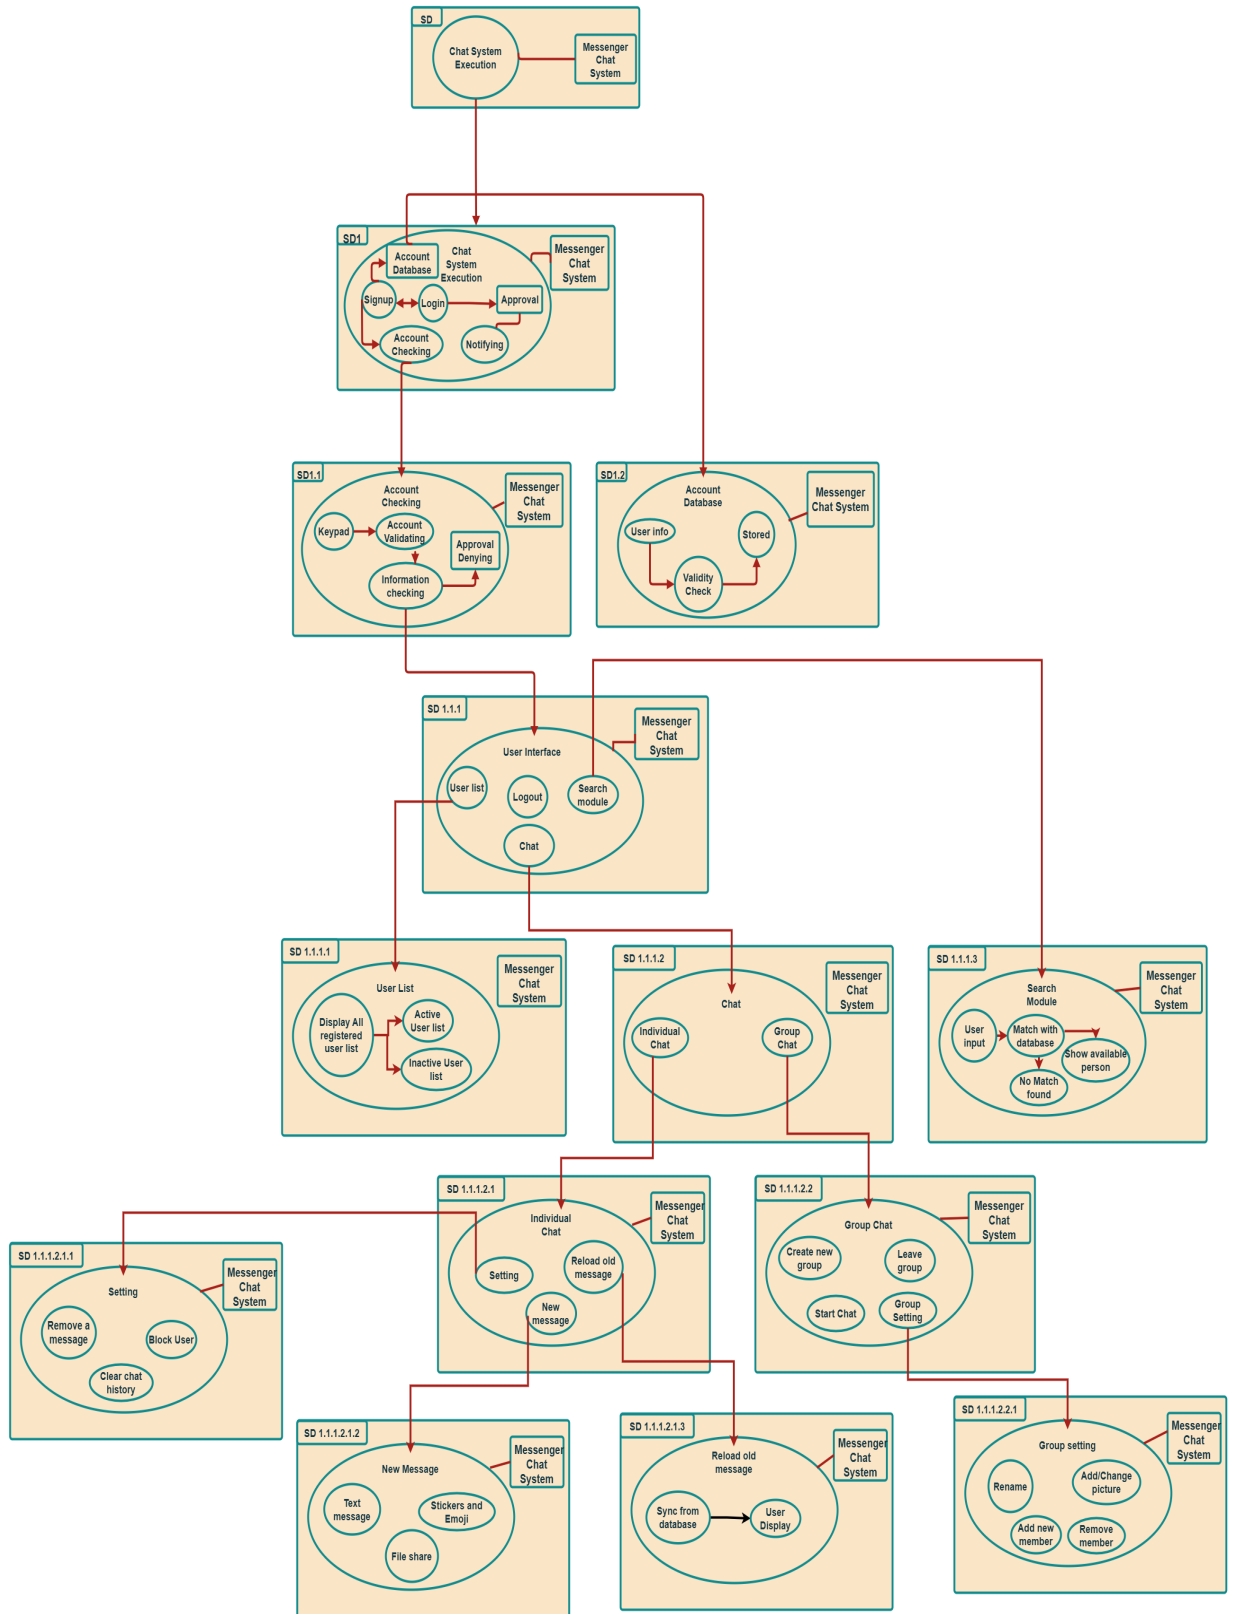 SD
Chat System
Execution
Messenger
Chat
System
SD1
Account
Database
Chat
System
Execution
Messenger
Chat
System
Signup
Login
Approval
Account
Checking
Notifying
SD1.1
Account
Checking
Messenger
Chat
System
Keypad
Account
Validating
Approval
Denying
Information
checking
SD1.2
Account
Database
Messenger
Chat System
User info
Stored
Validity
Check
SD 1.1.1
User Interface
Messenger
Chat
System
User list
Logout
Search
module
Chat
SD 1.1.1.1
User List
Messenger
Chat
System
Display All
registered
user list
Active
User list
Inactive User
list
SD 1.1.1.2
Chat
Messenger
Chat
System
Individual
Chat
Group
Chat
SD 1.1.1.3
Search
Module
Messenger
Chat
System
User
input
Match with
database
Show available
person
No Match
found
SD 1.1.1.2.1
Individual
Chat
Messenger
Chat
System
Setting
Reload old
message
New
message
SD 1.1.1.2.2
Group Chat
Messenger
Chat
System
Create new
group
Leave
group
Start Chat
Group
Setting
SD 1.1.1.2.1.1
Setting
Messenger
Chat
System
Remove a
message
Block User
Clear chat
history
SD 1.1.1.2.1.2
New Message
Messenger
Chat
System
Text
message
Stickers and
Emoji
File share
SD 1.1.1.2.1.3
Reload old
message
Messenger
Chat
System
Sync from
database
User
Display
SD 1.1.1.2.2.1
Group setting
Messenger
Chat
System
Rename
Add/Change
picture
Add new
member
Remove
member